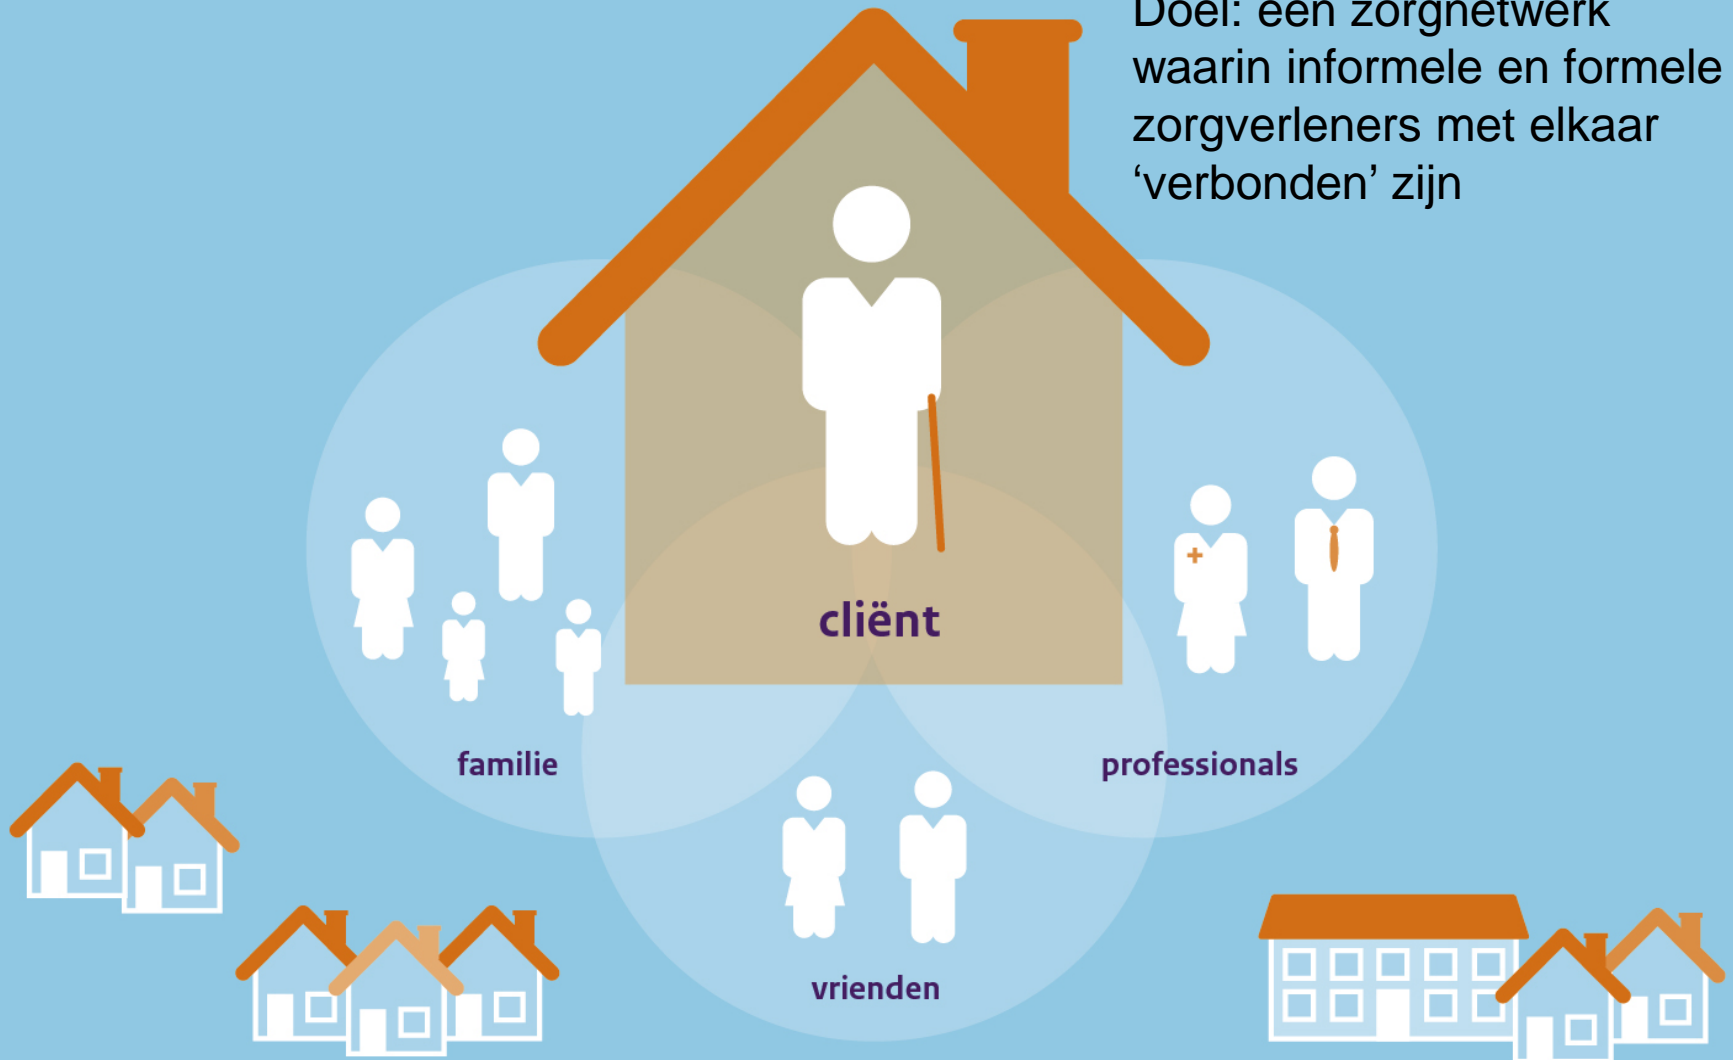 Doel: een zorgnetwerk
waarin informele en formele
zorgverleners met elkaar
‘verbonden’ zijn
cliënt
familie
professionals
vrienden